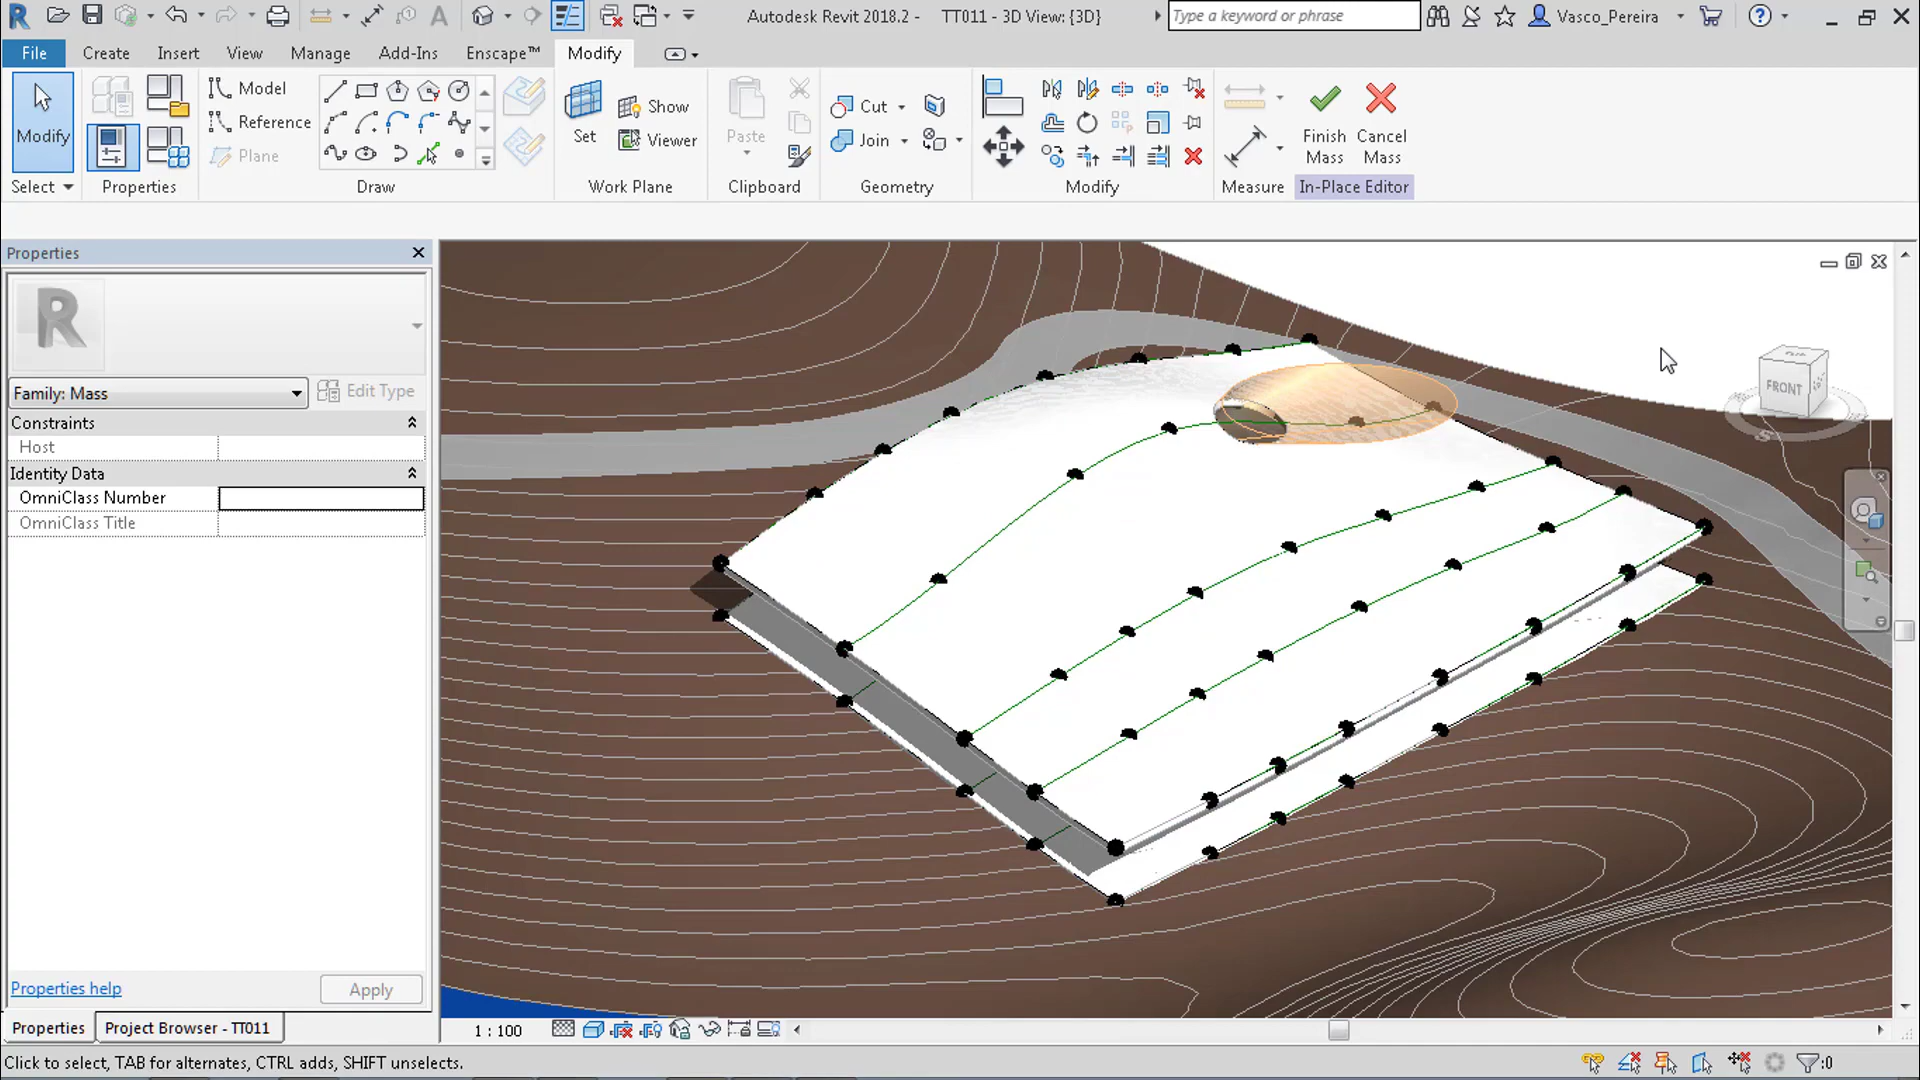 Autodesk Revit 2018.2 - TT011 - 3D View: {3D}
Type a keyword or phrase
Vasco_Pereira
File Create Insert View Manage Add-Ins Enscape™ Modify
Modify
Select
Properties
Model
Reference
Plane
Draw
Set
Show
Viewer
Work Plane
Paste
Clipboard
Cut
Join
Geometry
Modify
Measure
Finish Mass
Cancel Mass
In-Place Editor
Properties
R
Family: Mass
Edit Type
Constraints
Host
Identity Data
OmniClass Number
OmniClass Title
Properties help
Apply
Properties
Project Browser - TT011
FRONT
S
1 : 100
Click to select, TAB for alternates, CTRL adds, SHIFT unselects.
:0